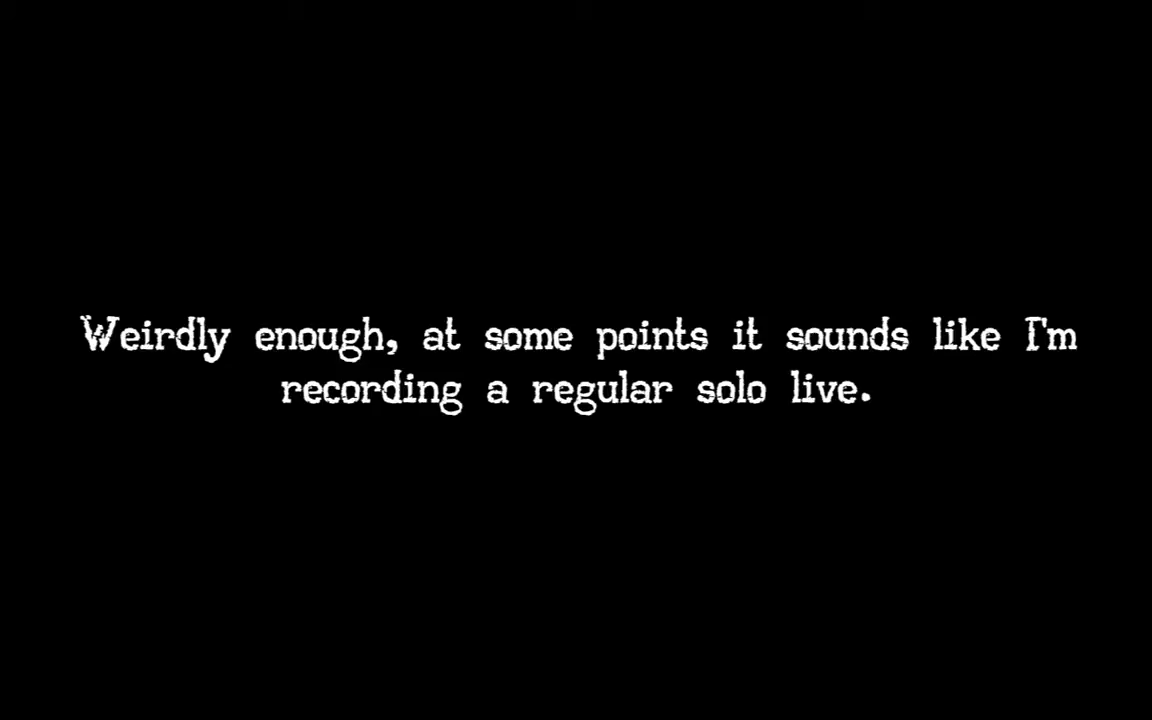 Weirdly enough, at some points it sounds like I'm
recording a regular solo live.